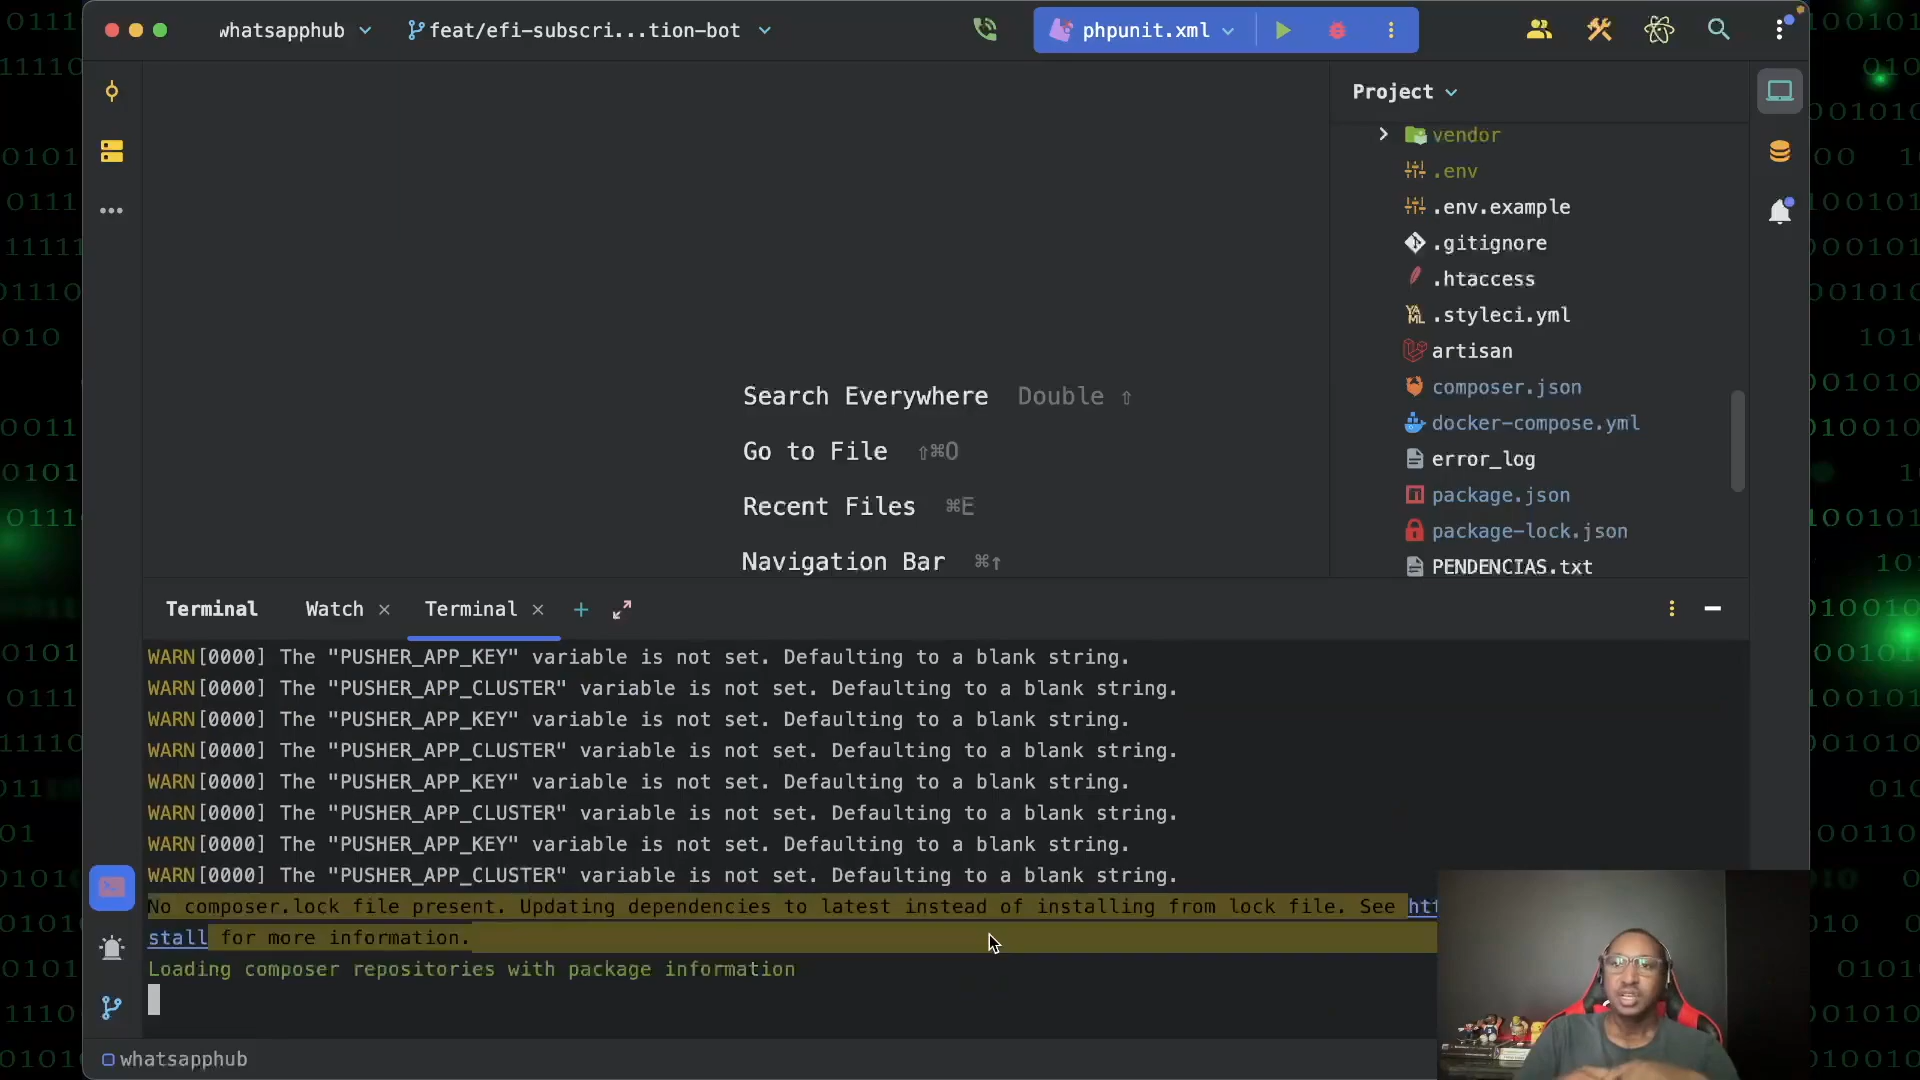 whatsapphub
feat/efi-subscri...tion-bot
phpunit.xml
Project
vendor
.env
.env.example
.gitignore
.htaccess
.styleci.yml
artisan
composer.json
docker-compose.yml
error_log
package.json
package-lock.json
PENDENCIAS.txt
Search Everywhere Double ⇧
Go to File ⇧⌘O
Recent Files ⌘E
Navigation Bar ⌘↑
Terminal Watch × Terminal ×
WARN[0000] The "PUSHER_APP_KEY" variable is not set. Defaulting to a blank string.
WARN[0000] The "PUSHER_APP_CLUSTER" variable is not set. Defaulting to a blank string.
WARN[0000] The "PUSHER_APP_KEY" variable is not set. Defaulting to a blank string.
WARN[0000] The "PUSHER_APP_CLUSTER" variable is not set. Defaulting to a blank string.
WARN[0000] The "PUSHER_APP_KEY" variable is not set. Defaulting to a blank string.
WARN[0000] The "PUSHER_APP_CLUSTER" variable is not set. Defaulting to a blank string.
WARN[0000] The "PUSHER_APP_KEY" variable is not set. Defaulting to a blank string.
WARN[0000] The "PUSHER_APP_CLUSTER" variable is not set. Defaulting to a blank string.
No composer.lock file present. Updating dependencies to latest instead of installing from lock file. See htt
stall for more information.
Loading composer repositories with package information
whatsapphub